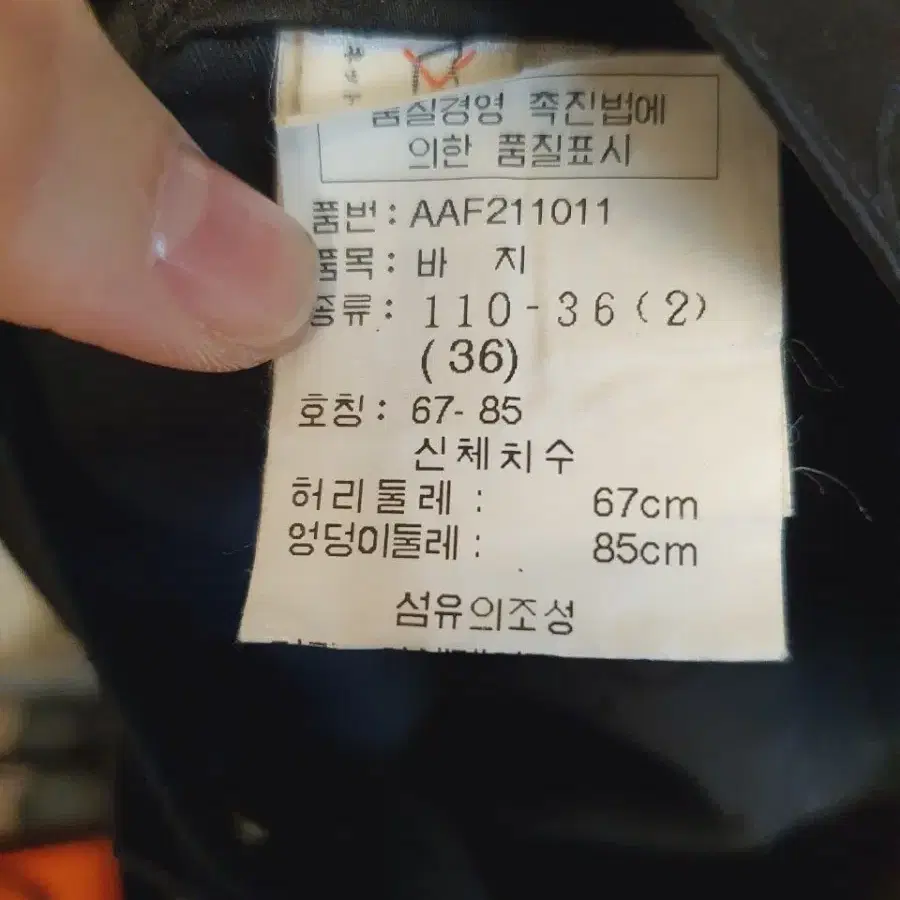 품질경영 촉진법에
의한 품질표시
품번: AAF211011
품목: 바 지
종류: 110-36(2)
(36)
호칭: 67-85
신체치수
허리둘레: 67cm
엉덩이둘레: 85cm
섬유의조성